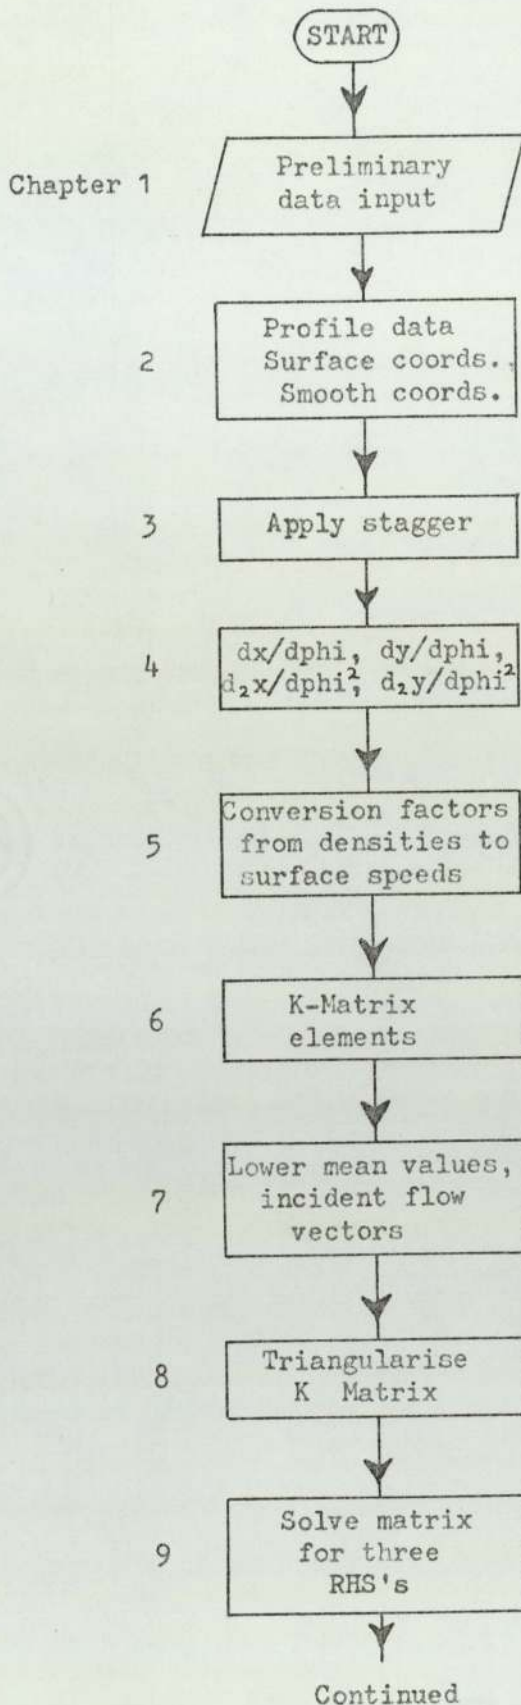 START
Chapter 1
Preliminary
data input
2
Profile data
Surface coords.
Smooth coords.
3
Apply stagger
4
dx/dphi, dy/dphi,
d₂x/dphi², d₂y/dphi²
5
Conversion factors
from densities to
surface speeds
6
K-Matrix
elements
7
Lower mean values,
incident flow
vectors
8
Triangularise
K Matrix
9
Solve matrix
for three
RHS's
Continued